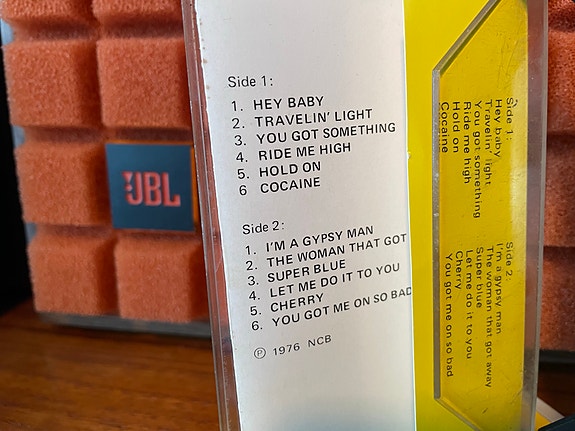 JBL
Side 1:
1. HEY BABY
2. TRAVELIN' LIGHT
3. YOU GOT SOMETHING
4. RIDE ME HIGH
5. HOLD ON
6 COCAINE
Side 2:
1. I'M A GYPSY MAN
2. THE WOMAN THAT GOT
3. SUPER BLUE
4. LET ME DO IT TO YOU
5. CHERRY
6. YOU GOT ME ON SO BAD
Ⓟ 1976 NCB
Side 1:
Hey baby
Travelin' light
You got something
Ride me high
Hold on
Cocaine
Side 2:
I'm a gypsy man
The woman that got away
Super blue
Let me do it to you
Cherry
You got me on so bad